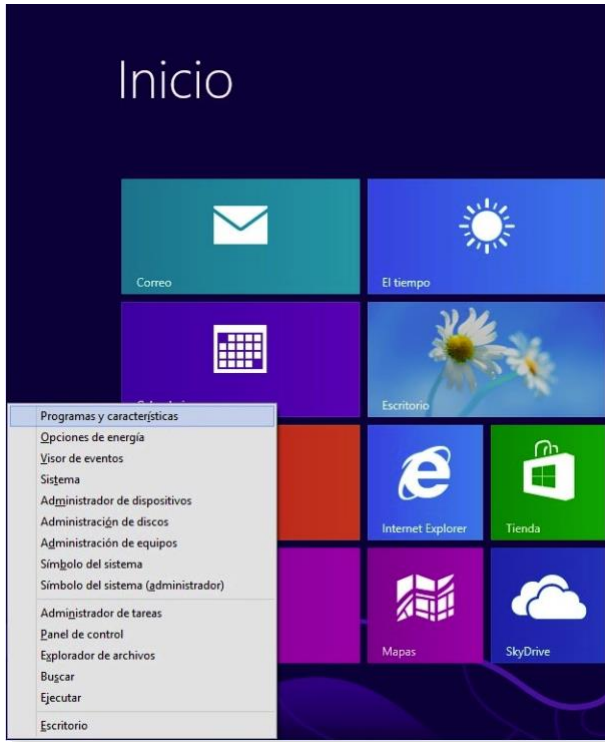 Inicio
Correo
El tiempo
Escritorio
Programas y características
Opciones de energía
Visor de eventos
Sistema
Administrador de dispositivos
Administración de discos
Administración de equipos
Símbolo del sistema
Símbolo del sistema (administrador)
Administrador de tareas
Panel de control
Explorador de archivos
Buscar
Ejecutar
Escritorio
Internet Explorer
Tienda
Mapas
SkyDrive